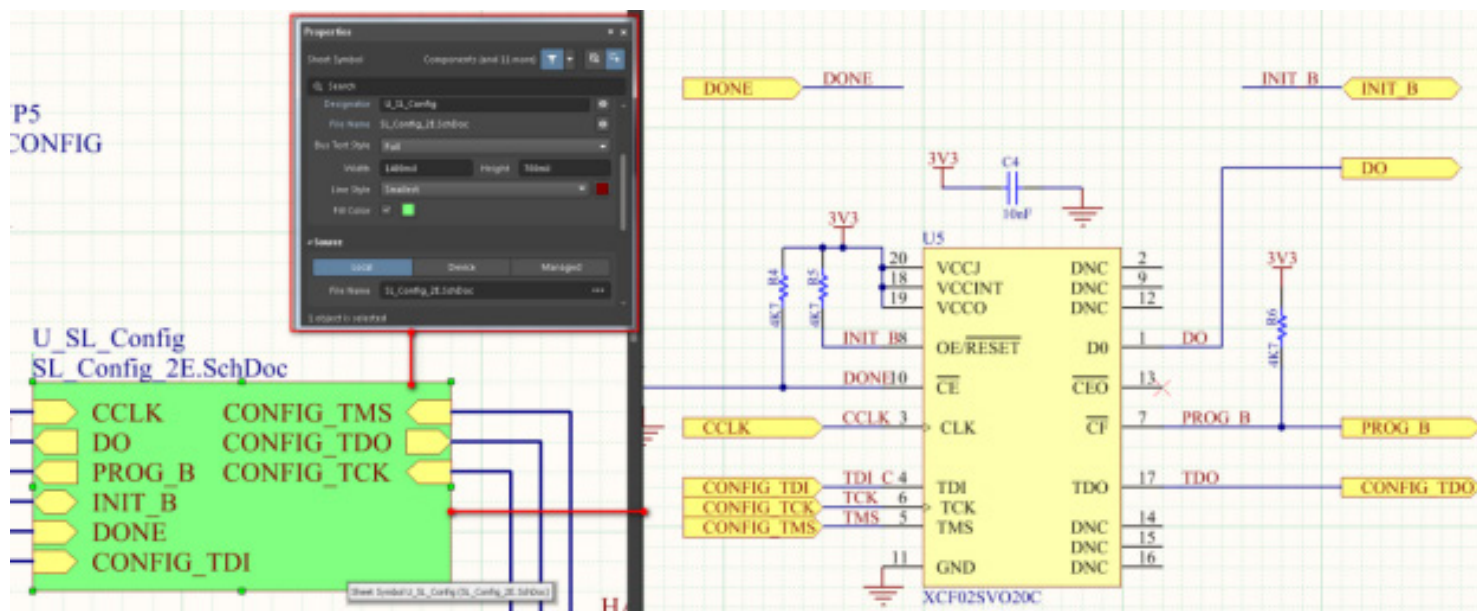 YP5
CONFIG
Properties
Sheet Symbol Components (and 11 more)
Search
Designator U_SL_Config
File Name SL_Config_2E.SchDoc
Bus Text Style Full
Width 1400mil Height 700mil
Line Style Smallest
Fill Color
Source
Local Device Managed
File Name SL_Config_2E.SchDoc ...
1 object is selected
U_SL_Config
SL_Config_2E.SchDoc
CCLK CONFIG_TMS
DO CONFIG_TDO
PROG_B CONFIG_TCK
INIT_B
DONE
CONFIG_TDI
Sheet Symbol U_SL_Config (SL_Config_2E.SchDoc)
DONE DONE
INIT_B INIT_B
3V3 C4
10nF
DO
3V3
U5
R4 4K7
R5 4K7
20 VCCJ DNC 2
18 VCCINT DNC 9
19 VCCO DNC 12
3V3
R6 4K7
INIT_B 8 OE/RESET D0 1 DO
DONE 10 CE CEO 13
CCLK CCLK 3 CLK CF 7 PROG_B PROG_B
CONFIG_TDI TDI_C 4 TDI TDO 17 TDO CONFIG_TDO
CONFIG_TCK TCK 6 TCK
CONFIG_TMS TMS 5 TMS DNC 14
DNC 15
11 GND DNC 16
XCF02SVO20C